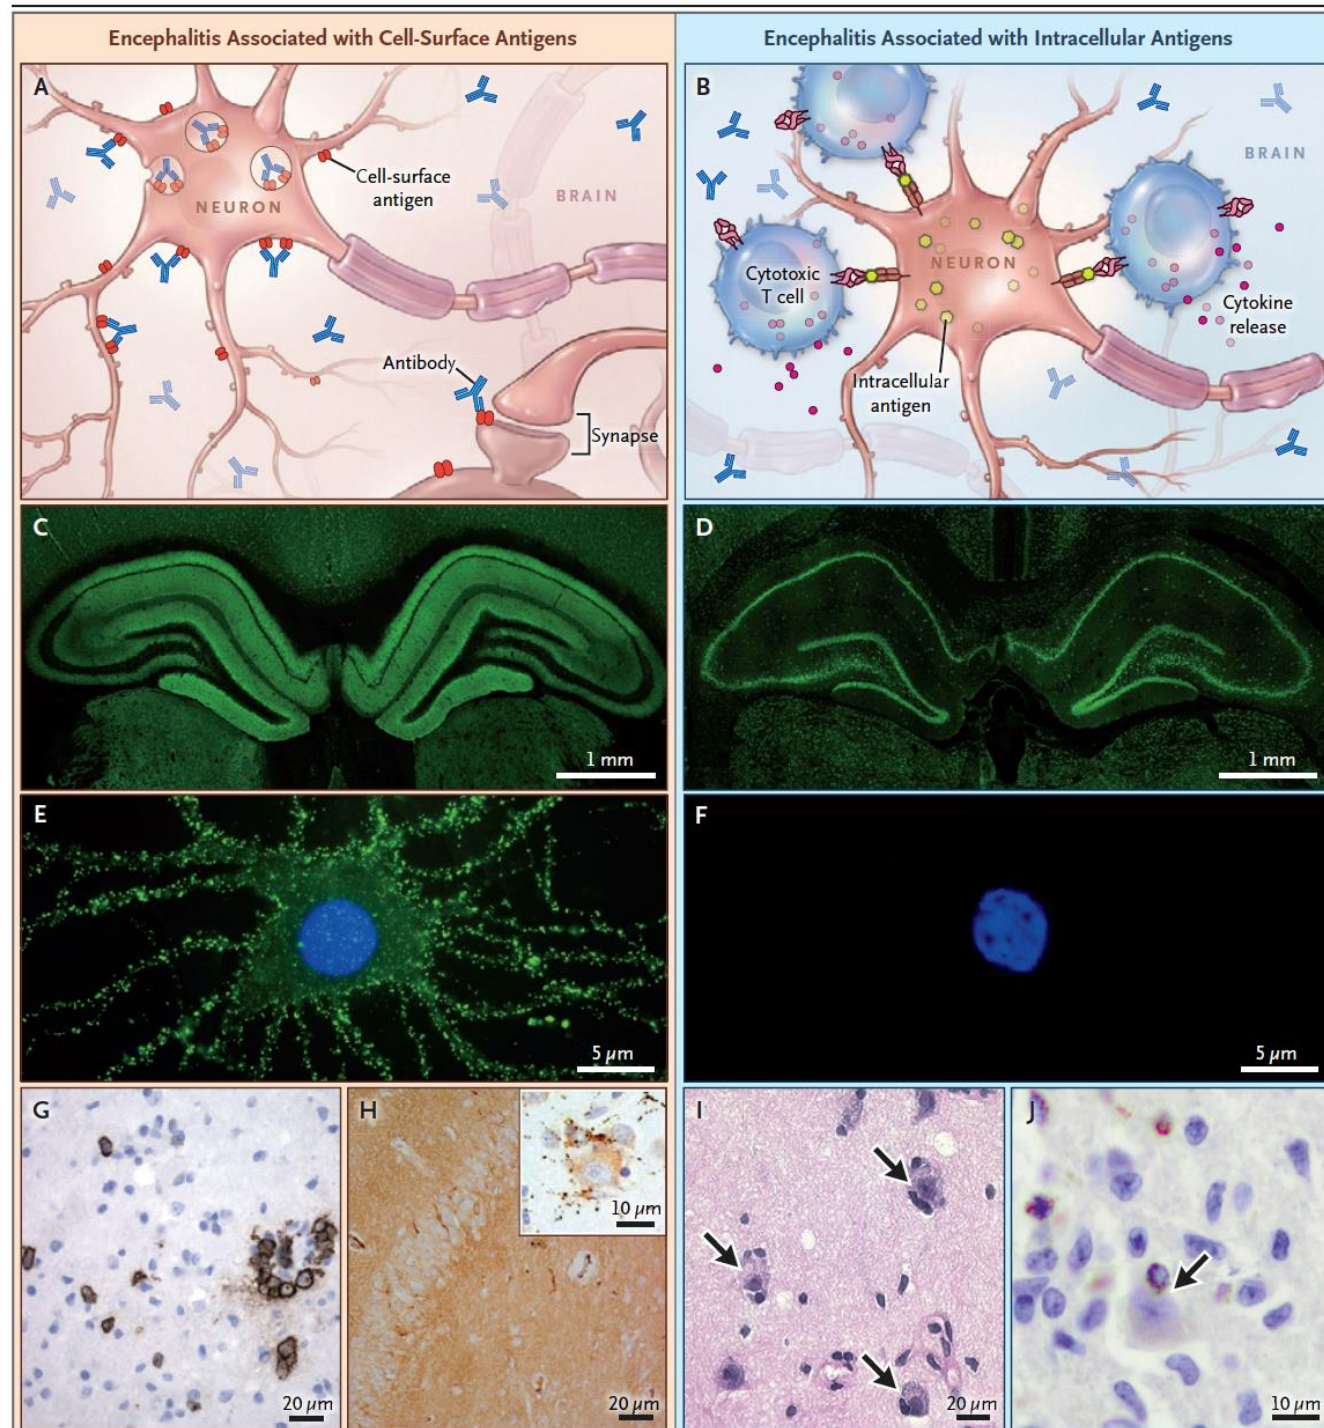 Encephalitis Associated with Cell-Surface Antigens
Encephalitis Associated with Intracellular Antigens
A
Cell-surface
antigen
NEURON
BRAIN
Antibody
Synapse
B
BRAIN
NEURON
Cytotoxic
T cell
Cytokine
release
Intracellular
antigen
C
1 mm
D
1 mm
E
5 µm
F
5 µm
G
20 µm
H
10 µm
20 µm
I
20 µm
J
10 µm